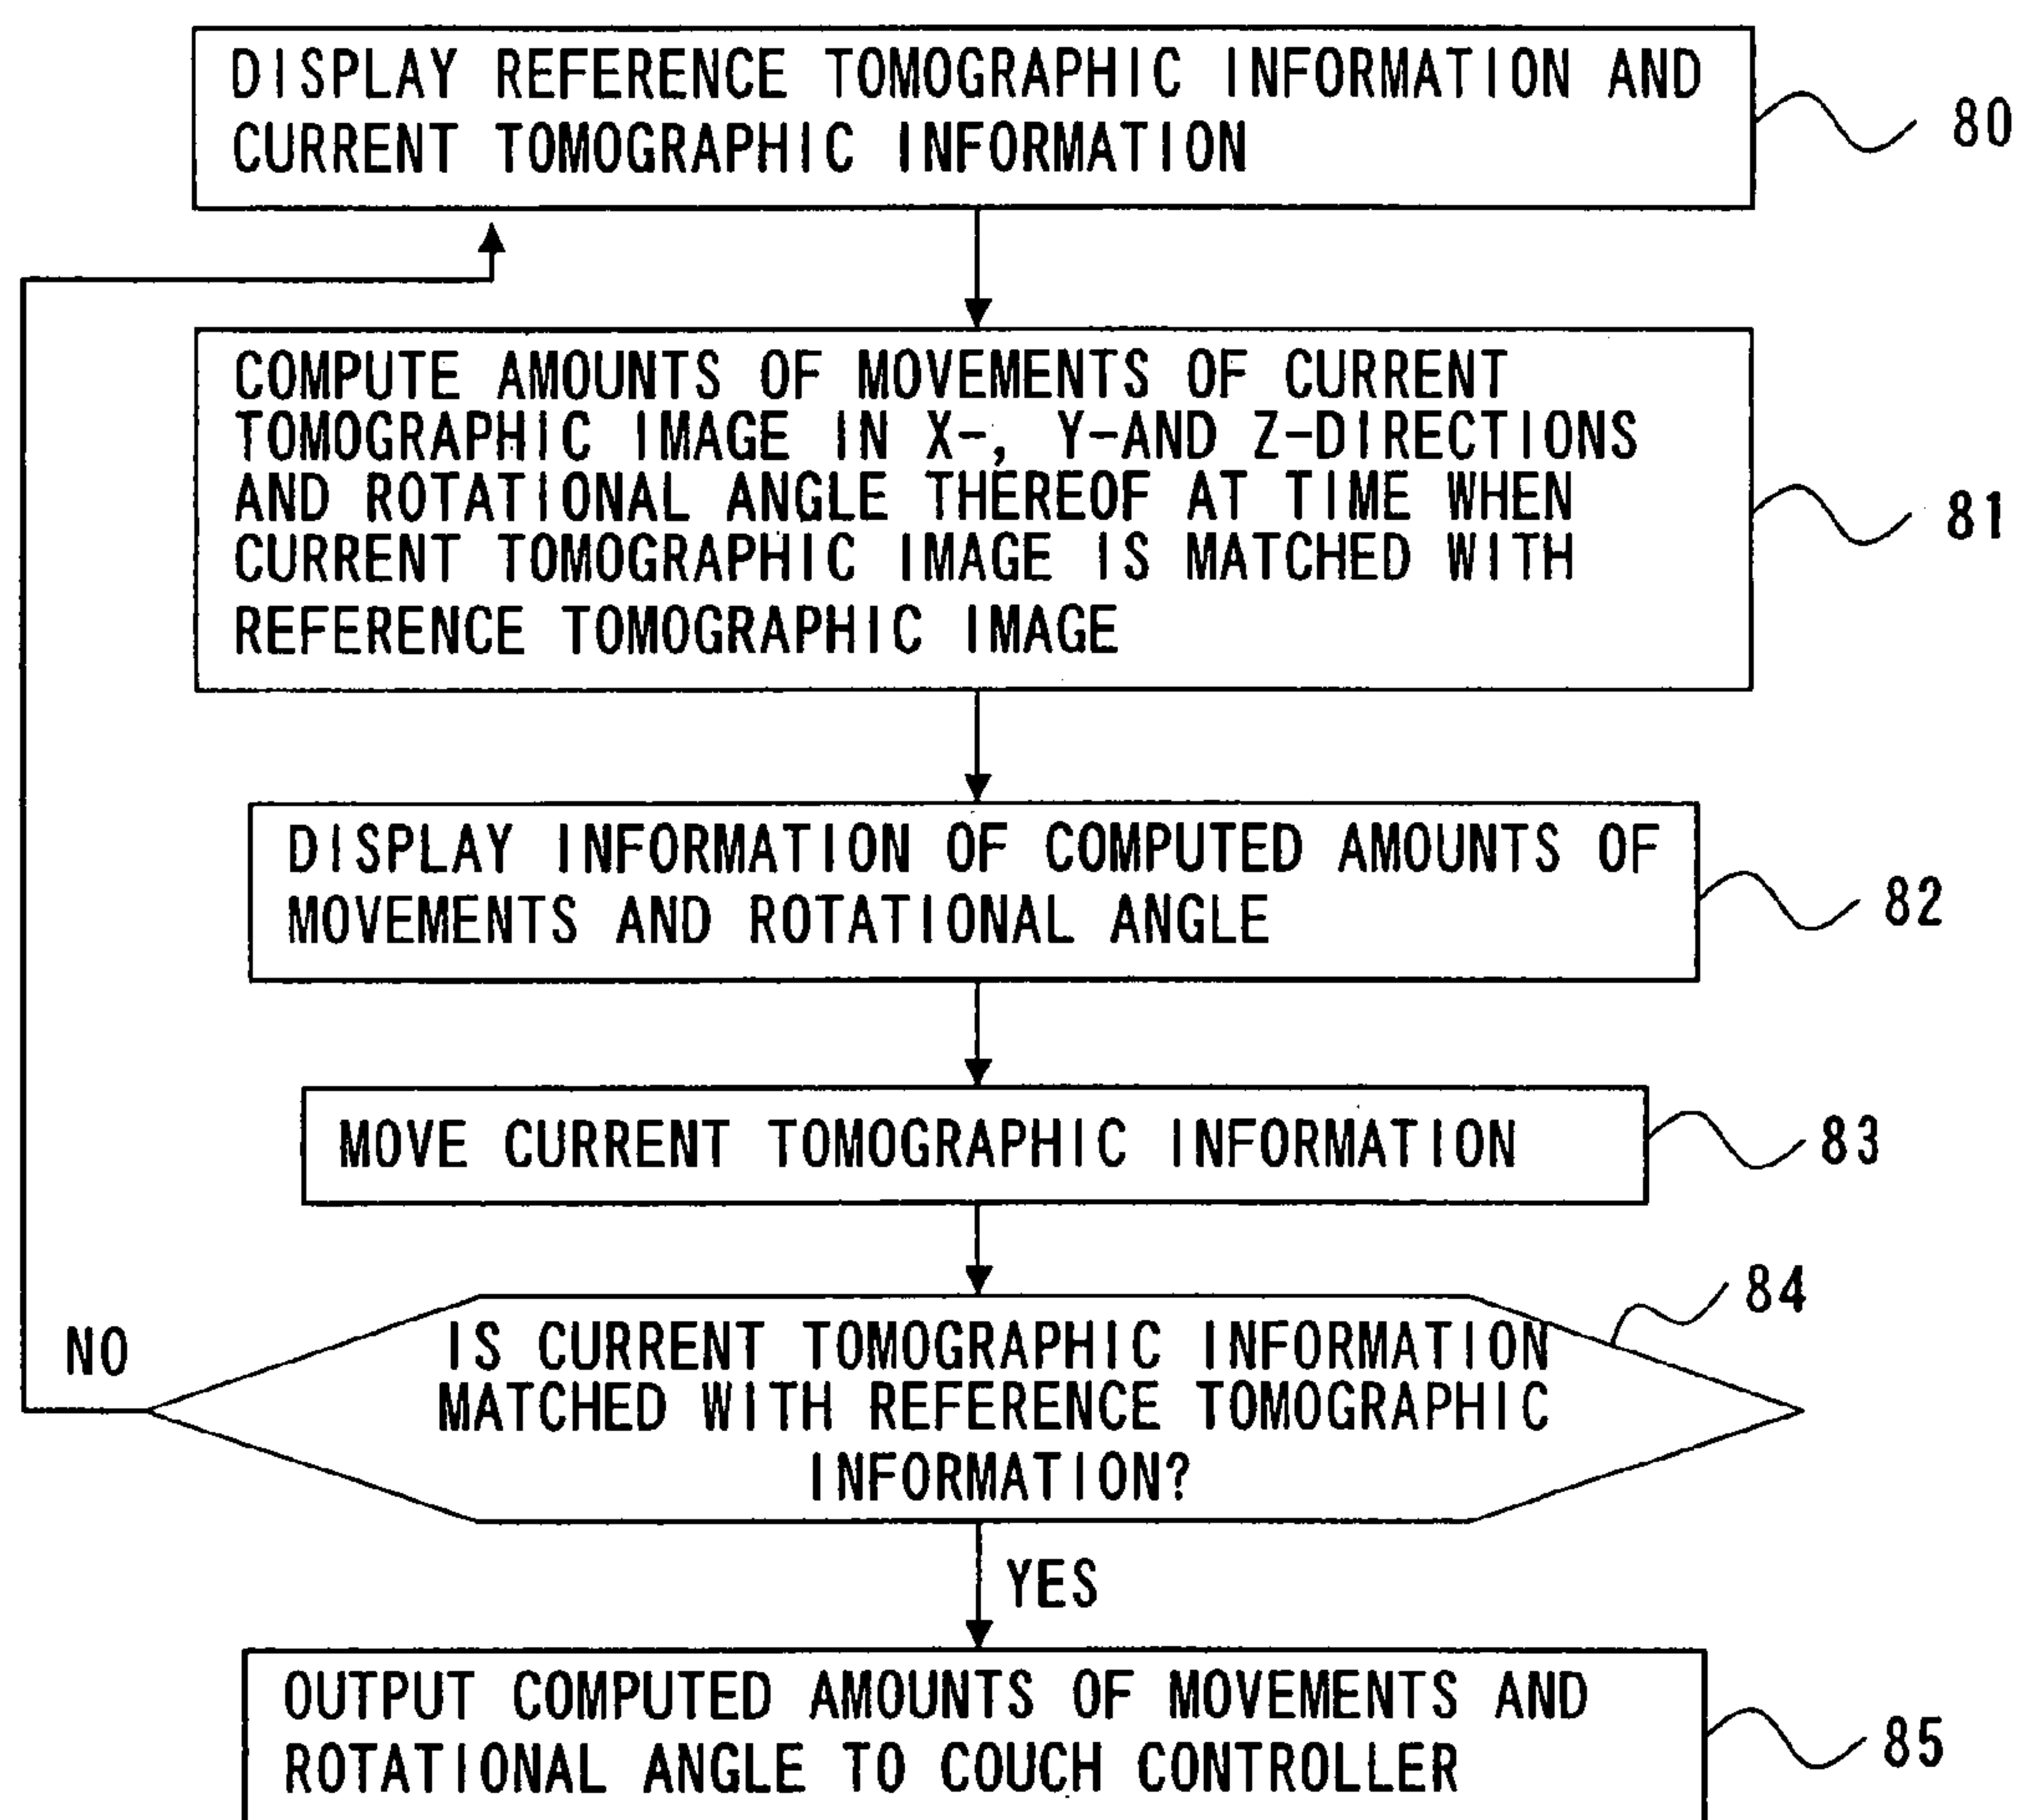 DISPLAY REFERENCE TOMOGRAPHIC INFORMATION AND
CURRENT TOMOGRAPHIC INFORMATION
80
COMPUTE AMOUNTS OF MOVEMENTS OF CURRENT
TOMOGRAPHIC IMAGE IN X-, Y-AND Z-DIRECTIONS
AND ROTATIONAL ANGLE THEREOF AT TIME WHEN
CURRENT TOMOGRAPHIC IMAGE IS MATCHED WITH
REFERENCE TOMOGRAPHIC IMAGE
81
DISPLAY INFORMATION OF COMPUTED AMOUNTS OF
MOVEMENTS AND ROTATIONAL ANGLE
82
MOVE CURRENT TOMOGRAPHIC INFORMATION
83
84
NO
IS CURRENT TOMOGRAPHIC INFORMATION
MATCHED WITH REFERENCE TOMOGRAPHIC
INFORMATION?
YES
OUTPUT COMPUTED AMOUNTS OF MOVEMENTS AND
ROTATIONAL ANGLE TO COUCH CONTROLLER
85